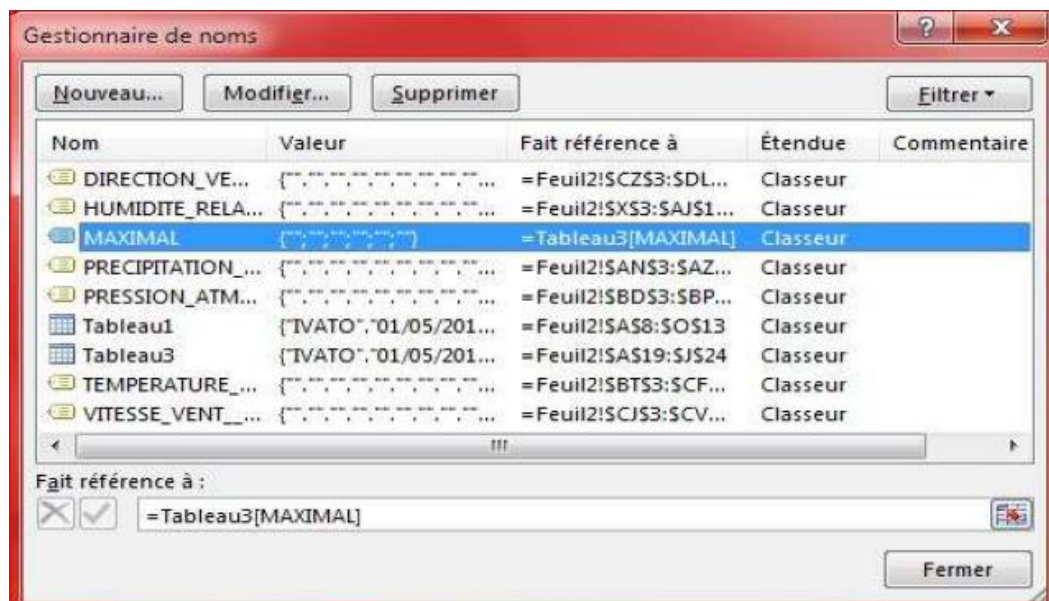 Gestionnaire de noms
Nouveau... Modifier... Supprimer Filtrer
Nom Valeur Fait référence à Étendue Commentaire
DIRECTION_VE... {"","","","","","","","",""... =Feuil2!$CZ$3:$DL... Classeur
HUMIDITE_RELA... {"","","","","","","","",""... =Feuil2!$X$3:$AJ$1... Classeur
MAXIMAL {"";"";"";"";"";""} =Tableau3[MAXIMAL] Classeur
PRECIPITATION_... {"","","","","","","","",""... =Feuil2!$AN$3:$AZ... Classeur
PRESSION_ATM... {"","","","","","","","",""... =Feuil2!$BD$3:$BP... Classeur
Tableau1 {"IVATO","01/05/201... =Feuil2!$A$8:$O$13 Classeur
Tableau3 {"IVATO","01/05/201... =Feuil2!$A$19:$J$24 Classeur
TEMPERATURE_... {"","","","","","","","",""... =Feuil2!$BT$3:$CF... Classeur
VITESSE_VENT__... {"","","","","","","","",""... =Feuil2!$CJ$3:$CV... Classeur
Fait référence à :
=Tableau3[MAXIMAL]
Fermer